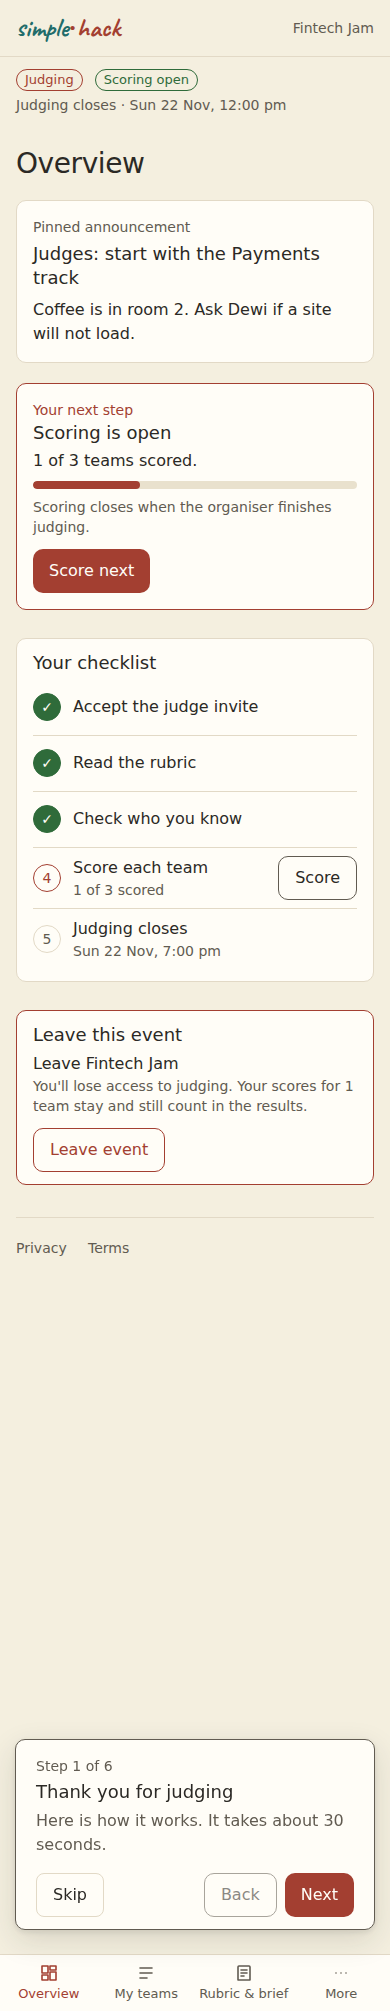 simple·hack
Fintech Jam
Judging
Scoring open
Judging closes · Sun 22 Nov, 12:00 pm
Overview
Pinned announcement
Judges: start with the Payments
track
Coffee is in room 2. Ask Dewi if a site
will not load.
Your next step
Scoring is open
1 of 3 teams scored.
Scoring closes when the organiser finishes
judging.
Score next
Your checklist
✓ Accept the judge invite
✓ Read the rubric
✓ Check who you know
4 Score each team
1 of 3 scored
Score
5 Judging closes
Sun 22 Nov, 7:00 pm
Leave this event
Leave Fintech Jam
You'll lose access to judging. Your scores for 1
team stay and still count in the results.
Leave event
Privacy Terms
Step 1 of 6
Thank you for judging
Here is how it works. It takes about 30
seconds.
Skip Back Next
Overview My teams Rubric & brief More